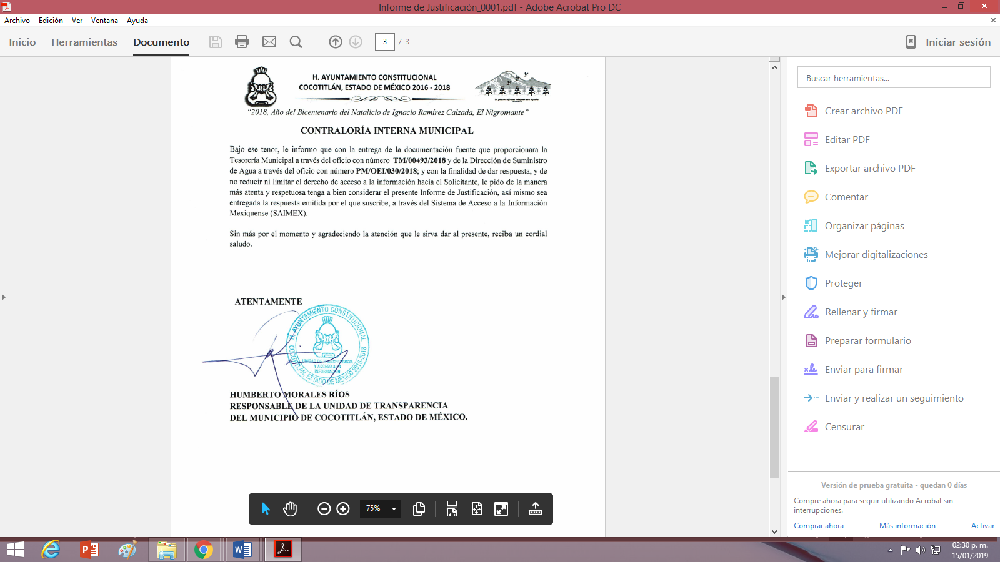 Informe de Justificaciòn_0001.pdf - Adobe Acrobat Pro DC
Archivo Edición Ver Ventana Ayuda
Inicio Herramientas Documento 3 / 3 Iniciar sesión
H. AYUNTAMIENTO CONSTITUCIONAL
COCOTITLÁN, ESTADO DE MÉXICO 2016 - 2018
“2018, Año del Bicentenario del Natalicio de Ignacio Ramírez Calzada, El Nigromante”
CONTRALORÍA INTERNA MUNICIPAL
Bajo ese tenor, le informo que con la entrega de la documentación fuente que proporcionara la
Tesorería Municipal a través del oficio con número TM/00493/2018 y de la Dirección de Suministro
de Agua a través del oficio con número PM/OEI/030/2018; y con la finalidad de dar respuesta, y de
no reducir ni limitar el derecho de acceso a la información hacia el Solicitante, le pido de la manera
más atenta y respetuosa tenga a bien considerar el presente Informe de Justificación, así mismo sea
entregada la respuesta emitida por el que suscribe, a través del Sistema de Acceso a la Información
Mexiquense (SAIMEX).
Sin más por el momento y agradeciendo la atención que le sirva dar al presente, reciba un cordial
saludo.
ATENTAMENTE
H. AYUNTAMIENTO CONSTITUCIONAL
UNIDAD DE TRANSPARENCIA
Y ACCESO A LA
INFORMACIÓN
COCOTITLÁN, ESTADO DE MÉXICO 2016-2018
HUMBERTO MORALES RÍOS
RESPONSABLE DE LA UNIDAD DE TRANSPARENCIA
DEL MUNICIPIO DE COCOTITLÁN, ESTADO DE MÉXICO.
75%
Buscar herramientas...
Crear archivo PDF
Editar PDF
Exportar archivo PDF
Comentar
Organizar páginas
Mejorar digitalizaciones
Proteger
Rellenar y firmar
Preparar formulario
Enviar para firmar
Enviar y realizar un seguimiento
Censurar
Versión de prueba gratuita - quedan 0 días
Compre ahora para seguir utilizando Acrobat sin
interrupciones.
Comprar ahora Más información Activar
02:30 p. m.
15/01/2019